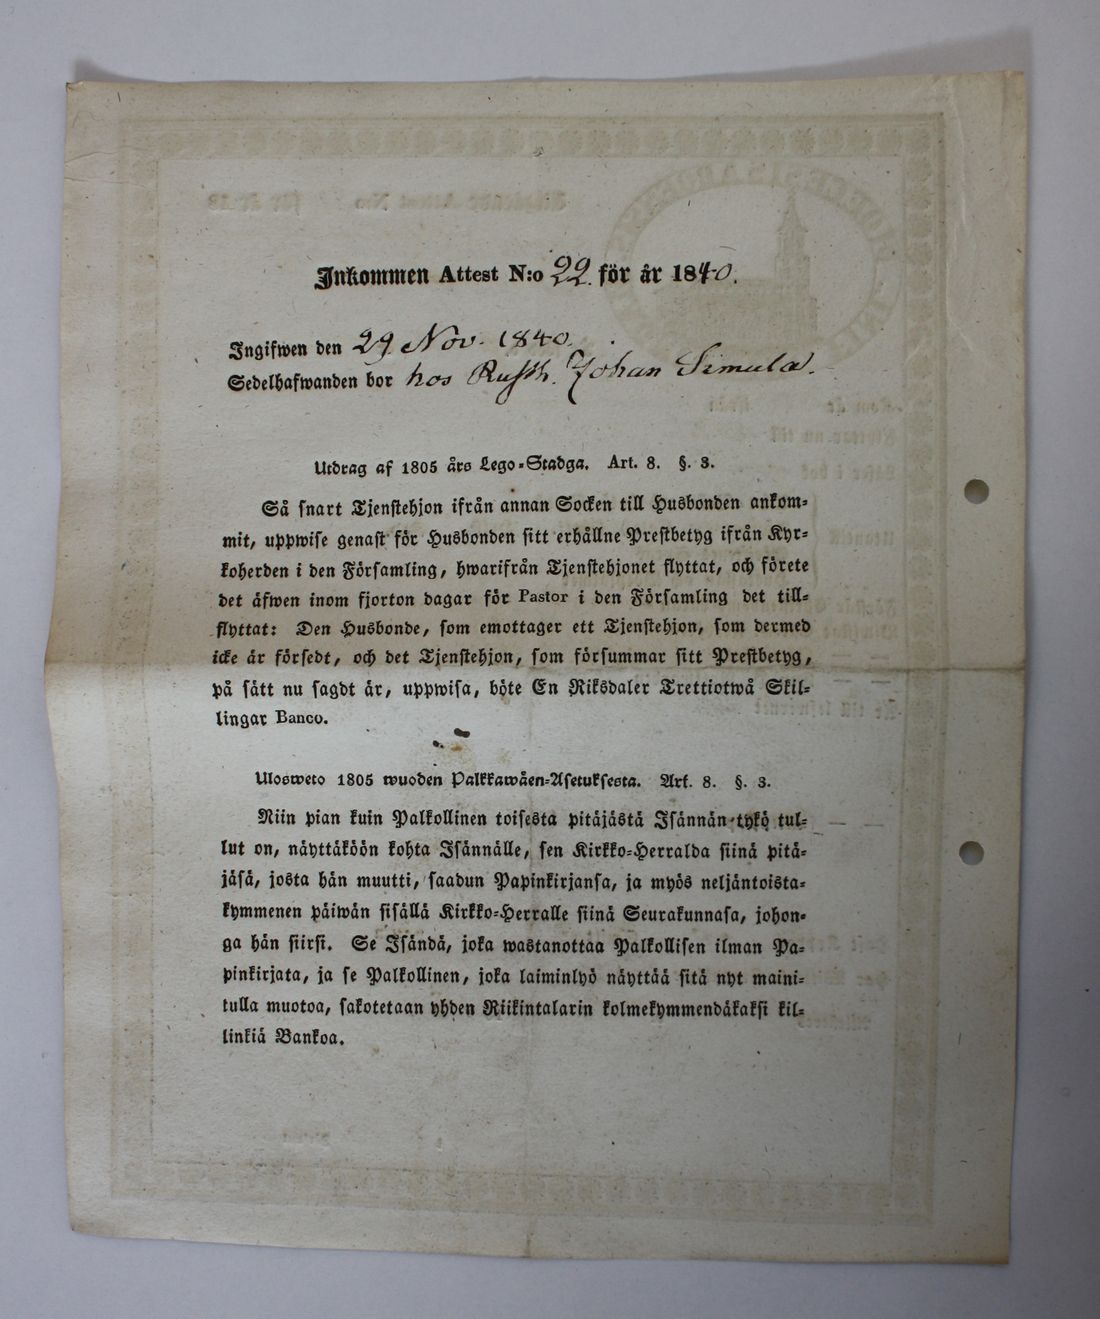 Inkommen Attest N:o 22. för år 1840.
Ingifwen den 29 Nov. 1840.
Sedelhafwanden bor hos Rusth. Johan Simula.
Utdrag af 1805 års Lego-Stadga. Art. 8. §. 3.
Så snart Tjenstehjon ifrån annan Socken till Husbonden ankom-
mit, uppwise genast för Husbonden sitt erhållne Prestbetyg ifrån Kyr-
koherden i den Församling, hwarifrån Tjenstehjonet flyttat, och förete
det äfwen inom fjorton dagar för Pastor i den Församling det till-
flyttat: Den Husbonde, som emottager ett Tjenstehjon, som dermed
icke är försedt, och det Tjenstehjon, som försummar sitt Prestbetyg,
på sätt nu sagdt är, uppwisa, böte En Riksdaler Trettiotwå Skil-
lingar Banco.
Ulosweto 1805 wuoden Palkkawäen-Asetuksesta. Art. 8. §. 3.
Niin pian kuin Palkollinen toisesta pitäjästä Isännän tykö tul-
lut on, näyttäköön kohta Isännälle, sen Kirkko-Herralda siinä pitä-
jäsä, josta hän muutti, saadun Papinkirjansa, ja myös neljäntoista-
kymmenen päiwän sisällä Kirkko-Herralle siinä Seurakunnasa, johon-
ga hän siirsi. Se Isändä, joka wastanottaa Palkollisen ilman Pa-
pinkirjata, ja se Palkollinen, joka laiminlyö näyttää sitä nyt maini-
tulla muotoa, sakotetaan yhden Riikintalarin kolmekymmendäkaksi kil-
linkiä Bankoa.